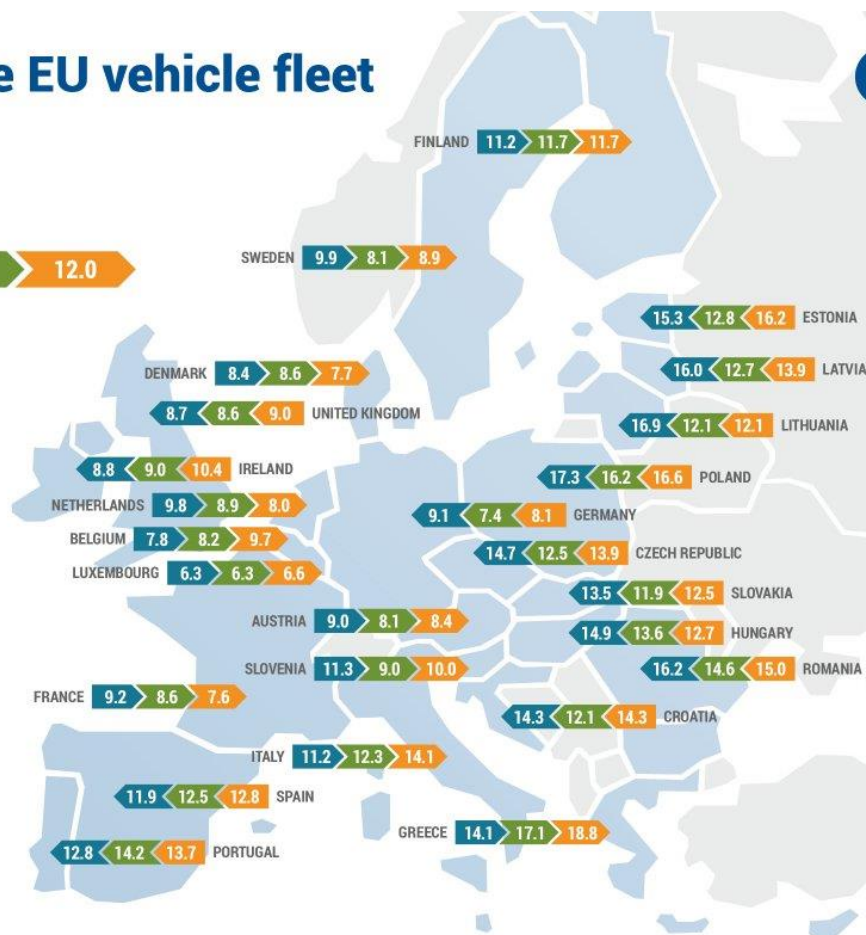 e EU vehicle fleet
FINLAND 11.2 11.7 11.7
SWEDEN 9.9 8.1 8.9
12.0
15.3 12.8 16.2 ESTONIA
DENMARK 8.4 8.6 7.7
16.0 12.7 13.9 LATVIA
8.7 8.6 9.0 UNITED KINGDOM
16.9 12.1 12.1 LITHUANIA
8.8 9.0 10.4 IRELAND
17.3 16.2 16.6 POLAND
NETHERLANDS 9.8 8.9 8.0
9.1 7.4 8.1 GERMANY
BELGIUM 7.8 8.2 9.7
14.7 12.5 13.9 CZECH REPUBLIC
LUXEMBOURG 6.3 6.3 6.6
13.5 11.9 12.5 SLOVAKIA
AUSTRIA 9.0 8.1 8.4
14.9 13.6 12.7 HUNGARY
SLOVENIA 11.3 9.0 10.0
16.2 14.6 15.0 ROMANIA
FRANCE 9.2 8.6 7.6
14.3 12.1 14.3 CROATIA
ITALY 11.2 12.3 14.1
11.9 12.5 12.8 SPAIN
GREECE 14.1 17.1 18.8
12.8 14.2 13.7 PORTUGAL